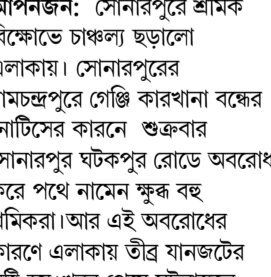 আপনজন: সোনারপুরে শ্রমিক
বিক্ষোভে চাঞ্চল্য ছড়ালো
এলাকায়। সোনারপুরের
রামচন্দ্রপুরে গেঞ্জি কারখানা বন্ধের
নোটিসের কারনে শুক্রবার
সোনারপুর ঘটকপুর রোডে অবরোধ
করে পথে নামেন ক্ষুব্ধ বহু
শ্রমিকরা।আর এই অবরোধের
কারণে এলাকায় তীব্র যানজটের